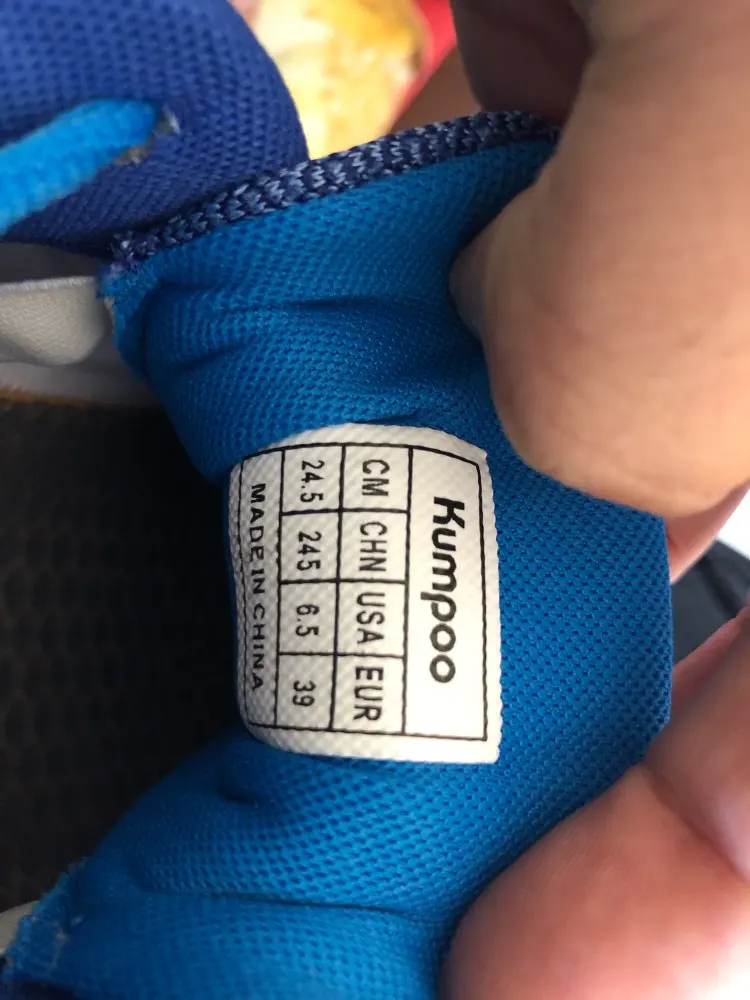 Kumpoo
CM CHN USA EUR
24.5 245 6.5 39
MADE IN CHINA